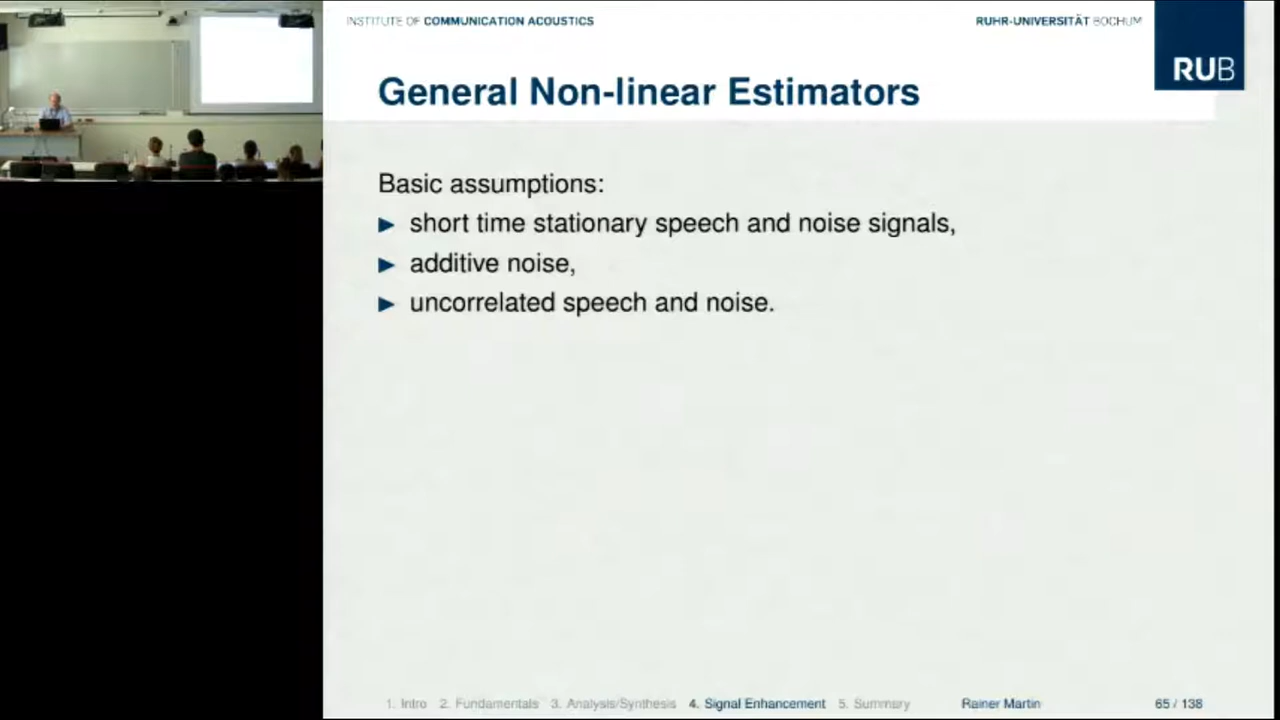 INSTITUTE OF COMMUNICATION ACOUSTICS
RUHR-UNIVERSITÄT BOCHUM
RUB
General Non-linear Estimators
Basic assumptions:
► short time stationary speech and noise signals,
► additive noise,
► uncorrelated speech and noise.
1. Intro 2. Fundamentals 3. Analysis/Synthesis 4. Signal Enhancement 5. Summary Rainer Martin 65 / 138